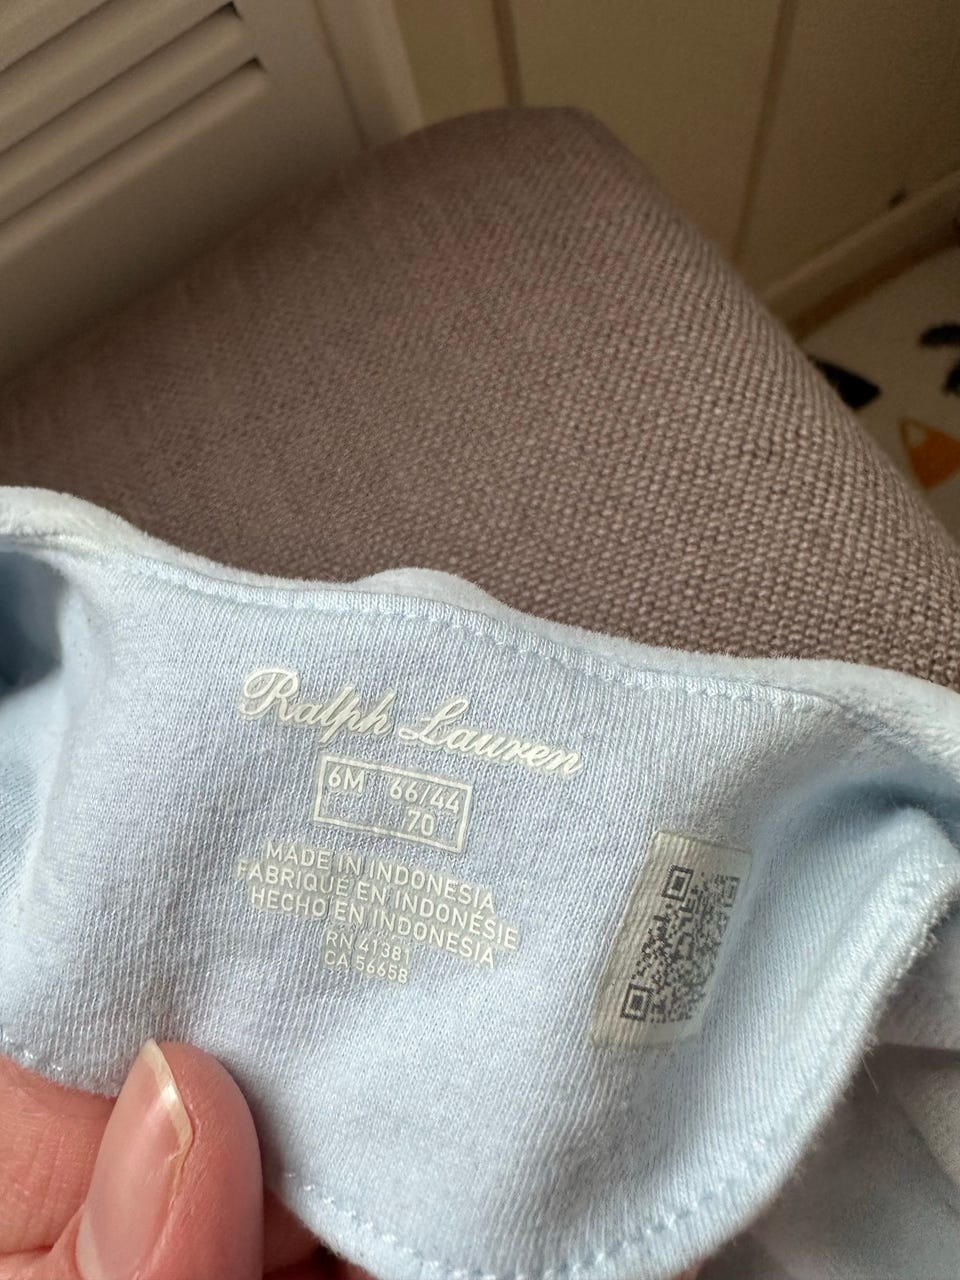 Ralph Lauren
6M 66/44
70
MADE IN INDONESIA
FABRIQUÉ EN INDONÉSIE
HECHO EN INDONESIA
RN 41381
CA 56658